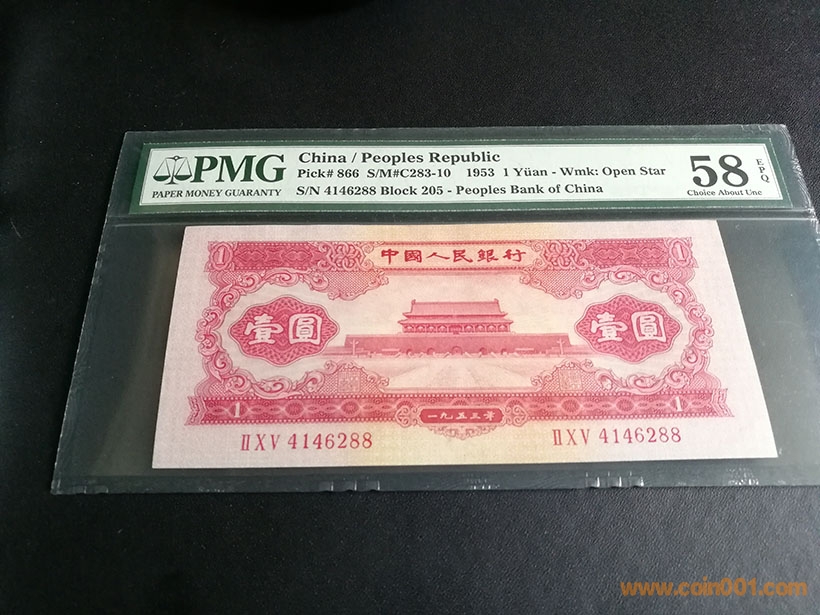 PMG
PAPER MONEY GUARANTY
China / Peoples Republic
Pick# 866 S/M#C283-10 1953 1 Yüan - Wmk: Open Star
S/N 4146288 Block 205 - Peoples Bank of China
58 EPQ
Choice About Unc
1 中國人民銀行 1
壹圓 壹圓
1 一九五三年 1
II X V 4146288 II X V 4146288
www.coin001.com